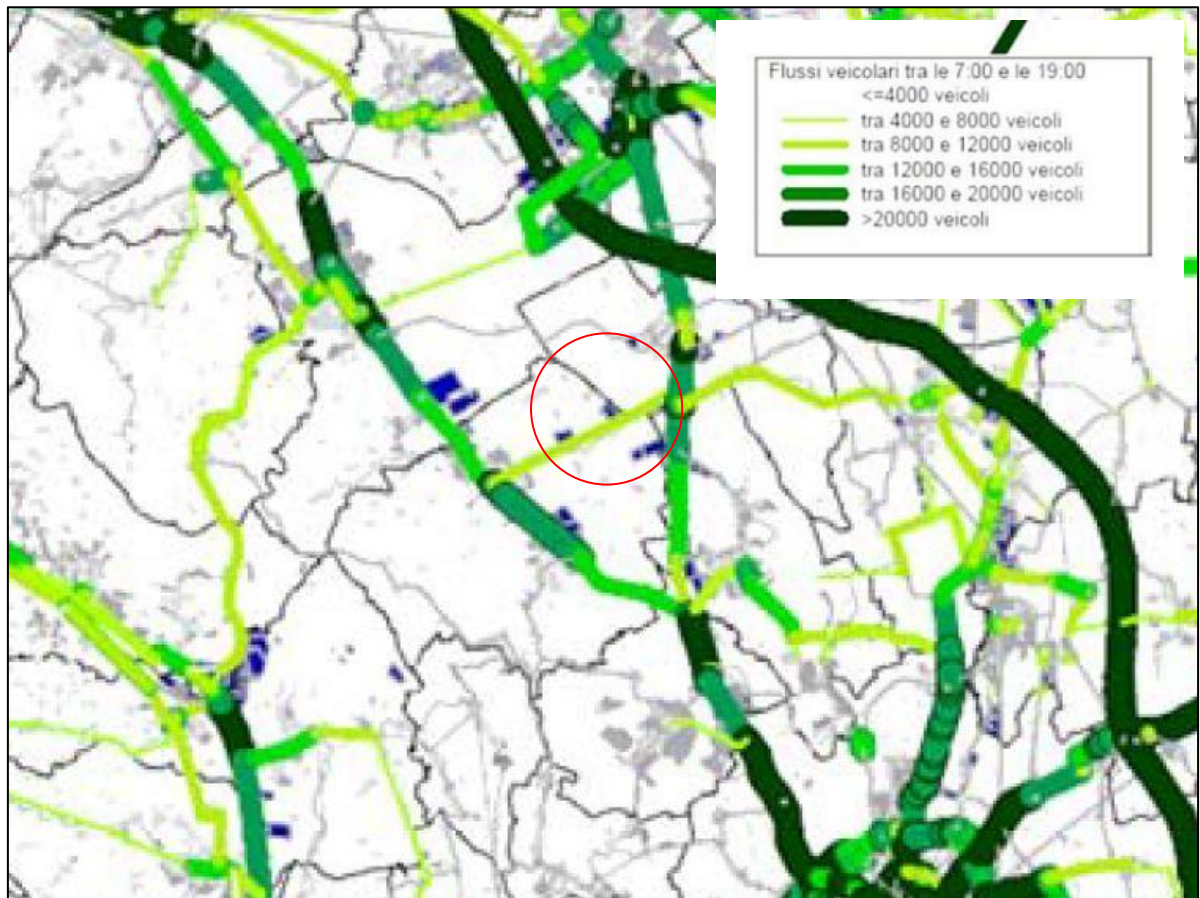 Flussi veicolari tra le 7:00 e le 19:00
<=4000 veicoli
tra 4000 e 8000 veicoli
tra 8000 e 12000 veicoli
tra 12000 e 16000 veicoli
tra 16000 e 20000 veicoli
>20000 veicoli